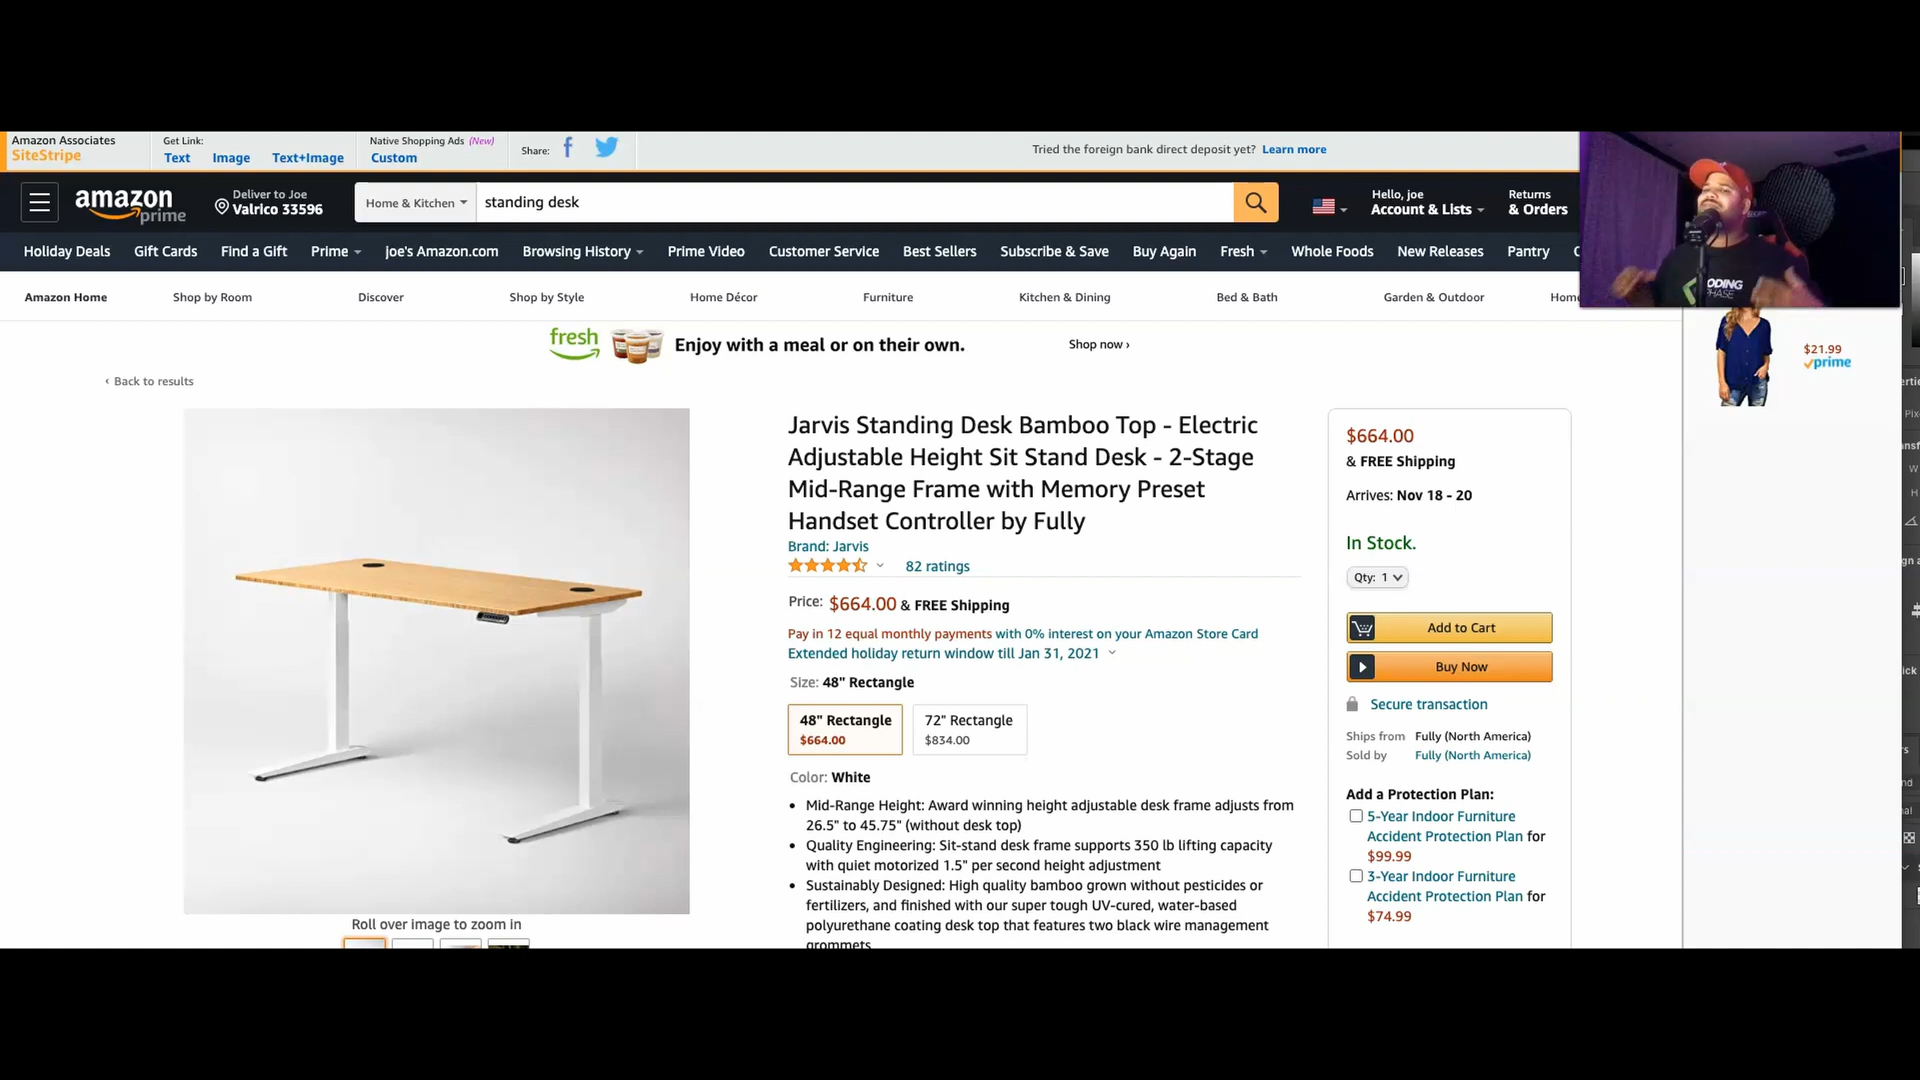 Amazon Associates
SiteStripe
Get Link:
Text Image Text+Image
Native Shopping Ads (New)
Custom
Share:
Tried the foreign bank direct deposit yet? Learn more
amazon
prime
Deliver to Joe
Valrico 33596
Home & Kitchen
standing desk
Hello, joe
Account & Lists
Returns
& Orders
Holiday Deals Gift Cards Find a Gift Prime joe's Amazon.com Browsing History Prime Video Customer Service Best Sellers Subscribe & Save Buy Again Fresh Whole Foods New Releases Pantry
Amazon Home Shop by Room Discover Shop by Style Home Décor Furniture Kitchen & Dining Bed & Bath Garden & Outdoor
ODING
PHASE
fresh
Enjoy with a meal or on their own.
Shop now ›
$21.99
prime
‹ Back to results
Jarvis Standing Desk Bamboo Top - Electric
Adjustable Height Sit Stand Desk - 2-Stage
Mid-Range Frame with Memory Preset
Handset Controller by Fully
Brand: Jarvis
82 ratings
Price: $664.00 & FREE Shipping
Pay in 12 equal monthly payments with 0% interest on your Amazon Store Card
Extended holiday return window till Jan 31, 2021
Size: 48" Rectangle
48" Rectangle
$664.00
72" Rectangle
$834.00
Color: White
• Mid-Range Height: Award winning height adjustable desk frame adjusts from
26.5" to 45.75" (without desk top)
• Quality Engineering: Sit-stand desk frame supports 350 lb lifting capacity
with quiet motorized 1.5" per second height adjustment
• Sustainably Designed: High quality bamboo grown without pesticides or
fertilizers, and finished with our super tough UV-cured, water-based
polyurethane coating desk top that features two black wire management
grommets
Roll over image to zoom in
$664.00
& FREE Shipping
Arrives: Nov 18 - 20
In Stock.
Qty: 1
Add to Cart
Buy Now
Secure transaction
Ships from Fully (North America)
Sold by Fully (North America)
Add a Protection Plan:
5-Year Indoor Furniture
Accident Protection Plan for
$99.99
3-Year Indoor Furniture
Accident Protection Plan for
$74.99